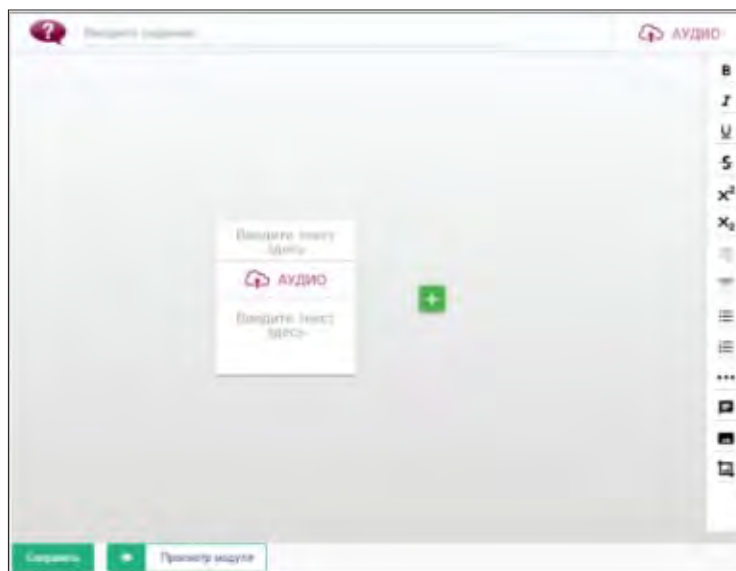 ?
Введите задание
АУДИО
B
I
U
S
X²
X₂
Введите текст
здесь
АУДИО
+
Введите текст
здесь
Сохранить
Просмотр модуля